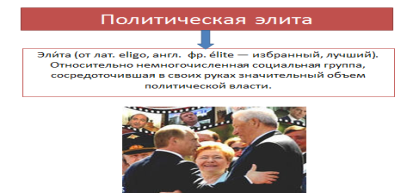 Политическая элита
Эли́та (от лат. eligo, англ. фр. élite — избранный, лучший).
Относительно немногочисленная социальная группа,
сосредоточившая в своих руках значительный объем
политической власти.